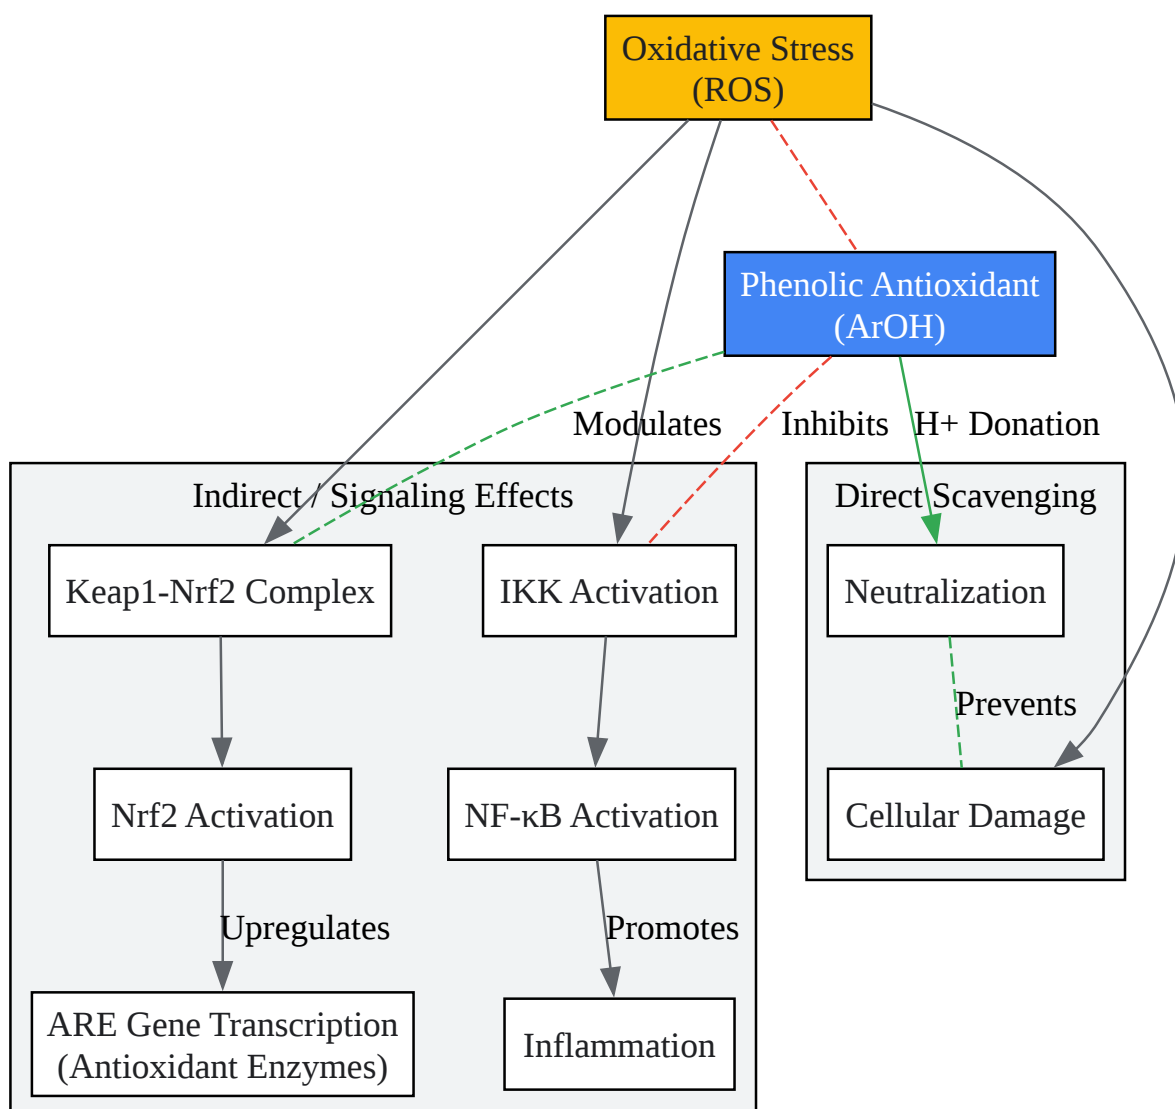 Oxidative Stress
(ROS)
Phenolic Antioxidant
(ArOH)
Modulates
Inhibits
H+ Donation
Indirect / Signaling Effects
Direct Scavenging
Keap1-Nrf2 Complex
IKK Activation
Neutralization
Prevents
Nrf2 Activation
NF-κB Activation
Cellular Damage
Upregulates
Promotes
ARE Gene Transcription
(Antioxidant Enzymes)
Inflammation